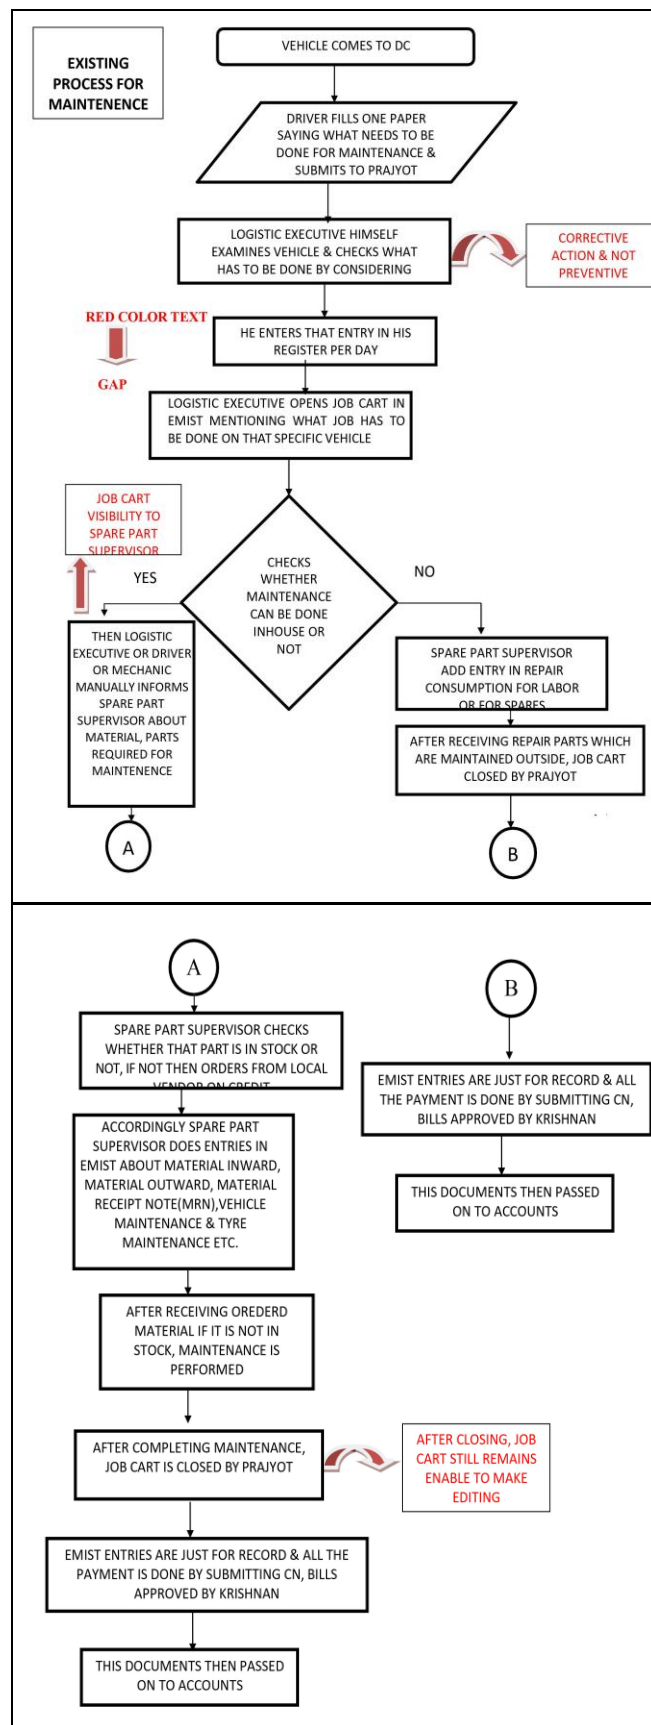 EXISTING
PROCESS FOR
MAINTENENCE
VEHICLE COMES TO DC
DRIVER FILLS ONE PAPER
SAYING WHAT NEEDS TO BE
DONE FOR MAINTENANCE &
SUBMITS TO PRAJYOT
LOGISTIC EXECUTIVE HIMSELF
EXAMINES VEHICLE & CHECKS WHAT
HAS TO BE DONE BY CONSIDERING
CORRECTIVE
ACTION & NOT
PREVENTIVE
RED COLOR TEXT
GAP
HE ENTERS THAT ENTRY IN HIS
REGISTER PER DAY
LOGISTIC EXECUTIVE OPENS JOB CART IN
EMIST MENTIONING WHAT JOB HAS TO
BE DONE ON THAT SPECIFIC VEHICLE
JOB CART
VISIBILITY TO
SPARE PART
SUPERVISOR
YES
CHECKS
WHETHER
MAINTENANCE
CAN BE DONE
INHOUSE OR
NOT
NO
THEN LOGISTIC
EXECUTIVE OR DRIVER
OR MECHANIC
MANUALLY INFORMS
SPARE PART
SUPERVISOR ABOUT
MATERIAL, PARTS
REQUIRED FOR
MAINTENENCE
SPARE PART SUPERVISOR
ADD ENTRY IN REPAIR
CONSUMPTION FOR LABOR
OR FOR SPARES
AFTER RECEIVING REPAIR PARTS WHICH
ARE MAINTAINED OUTSIDE, JOB CART
CLOSED BY PRAJYOT
A
B
A
SPARE PART SUPERVISOR CHECKS
WHETHER THAT PART IS IN STOCK OR
NOT, IF NOT THEN ORDERS FROM LOCAL
VENDOR ON CREDIT
ACCORDINGLY SPARE PART
SUPERVISOR DOES ENTRIES IN
EMIST ABOUT MATERIAL INWARD,
MATERIAL OUTWARD, MATERIAL
RECEIPT NOTE(MRN),VEHICLE
MAINTENANCE & TYRE
MAINTENANCE ETC.
AFTER RECEIVING OREDERD
MATERIAL IF IT IS NOT IN
STOCK, MAINTENANCE IS
PERFORMED
AFTER COMPLETING MAINTENANCE,
JOB CART IS CLOSED BY PRAJYOT
AFTER CLOSING, JOB
CART STILL REMAINS
ENABLE TO MAKE
EDITING
EMIST ENTRIES ARE JUST FOR RECORD & ALL THE
PAYMENT IS DONE BY SUBMITTING CN, BILLS
APPROVED BY KRISHNAN
THIS DOCUMENTS THEN PASSED
ON TO ACCOUNTS
B
EMIST ENTRIES ARE JUST FOR RECORD & ALL
THE PAYMENT IS DONE BY SUBMITTING CN,
BILLS APPROVED BY KRISHNAN
THIS DOCUMENTS THEN PASSED
ON TO ACCOUNTS